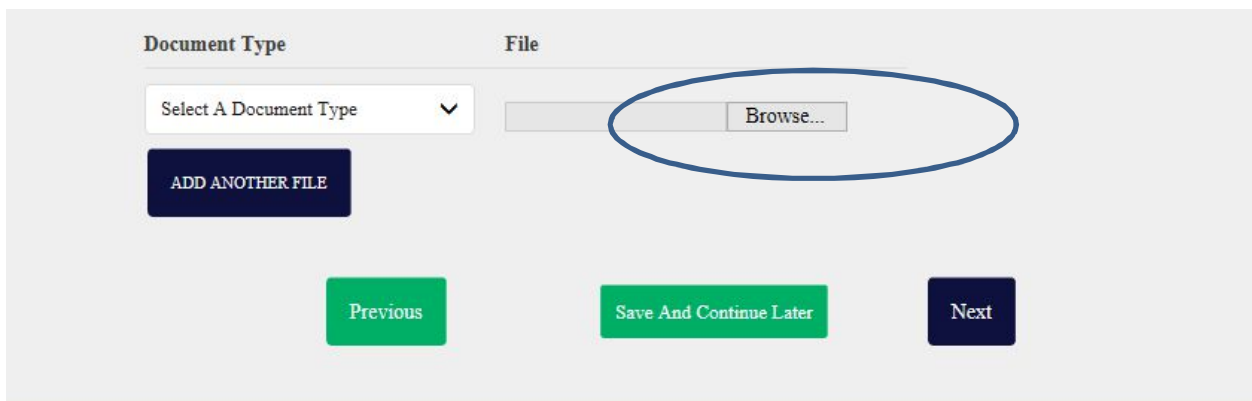 Document Type File
Select A Document Type Browse...
ADD ANOTHER FILE
Previous Save And Continue Later Next